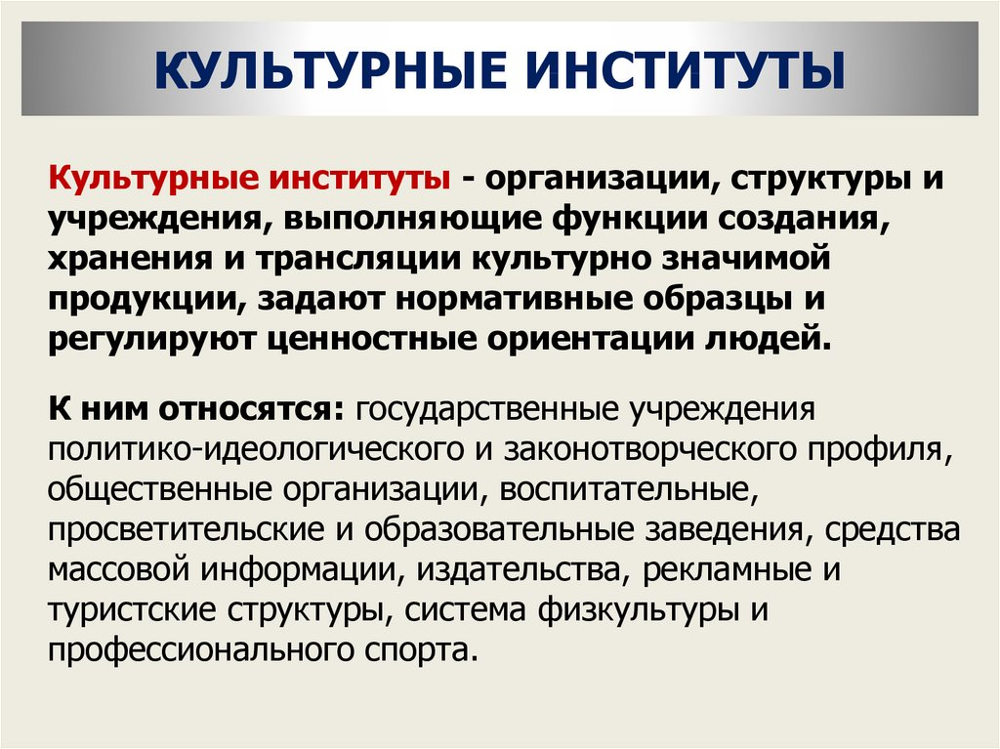 КУЛЬТУРНЫЕ ИНСТИТУТЫ
Культурные институты - организации, структуры и
учреждения, выполняющие функции создания,
хранения и трансляции культурно значимой
продукции, задают нормативные образцы и
регулируют ценностные ориентации людей.
К ним относятся: государственные учреждения
политико-идеологического и законотворческого профиля,
общественные организации, воспитательные,
просветительские и образовательные заведения, средства
массовой информации, издательства, рекламные и
туристские структуры, система физкультуры и
профессионального спорта.